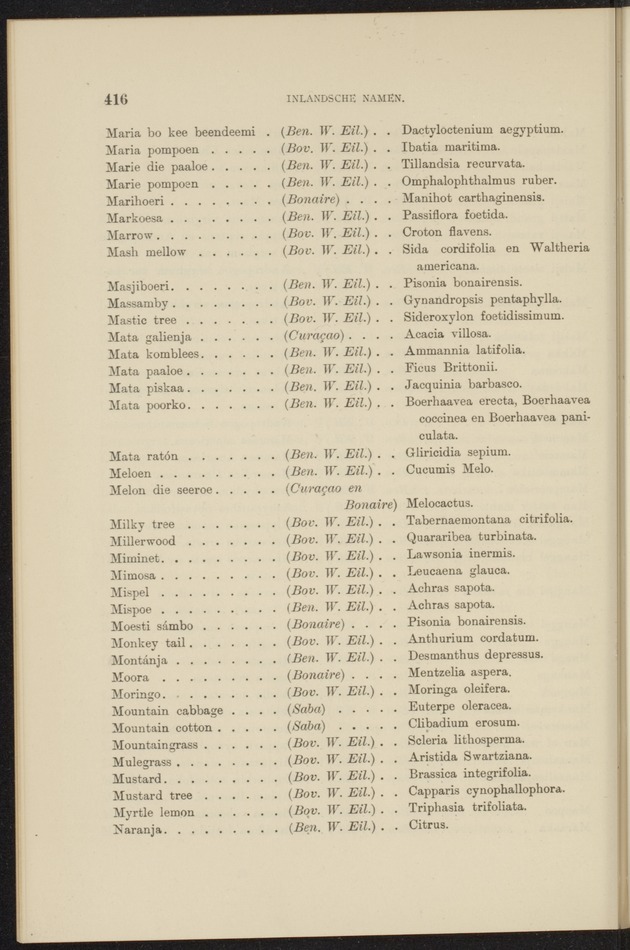 416 INLANDSCHE NAMEN.
Maria bo kee beendeemi . (Ben. W. Eil.) . . Dactyloctenium aegyptium.
Maria pompoen . . . . . (Bov. W. Eil.) . . Ibatia maritima.
Marie die paaloe . . . . . (Ben. W. Eil.) . . Tillandsia recurvata.
Marie pompoen . . . . . (Ben. W. Eil.) . . Omphalophthalmus ruber.
Marihoeri . . . . . . . . (Bonaire) . . . . Manihot carthaginensis.
Markoesa . . . . . . . . (Ben. W. Eil.) . . Passiflora foetida.
Marrow . . . . . . . . . (Bov. W. Eil.) . . Croton flavens.
Mash mellow . . . . . . (Bov. W. Eil.) . . Sida cordifolia en Waltheria
americana.
Masjiboeri. . . . . . . . (Ben. W. Eil.) . . Pisonia bonairensis.
Massamby . . . . . . . . (Bov. W. Eil.) . . Gynandropsis pentaphylla.
Mastic tree . . . . . . . (Bov. W. Eil.) . . Sideroxylon foetidissimum.
Mata galienja . . . . . . (Curaçao) . . . . Acacia villosa.
Mata komblees. . . . . . (Ben. W. Eil.) . . Ammannia latifolia.
Mata paaloe . . . . . . . (Ben. W. Eil.) . . Ficus Brittonii.
Mata piskaa . . . . . . . (Ben. W. Eil.) . . Jacquinia barbasco.
Mata poorko. . . . . . . (Ben. W. Eil.) . . Boerhaavea erecta, Boerhaavea
coccinea en Boerhaavea pani-
culata.
Mata ratón . . . . . . . (Ben. W. Eil.) . . Gliricidia sepium.
Meloen . . . . . . . . . (Ben. W. Eil.) . . Cucumis Melo.
Melon die seeroe . . . . . (Curaçao en
Bonaire) Melocactus.
Milky tree . . . . . . . (Bov. W. Eil.) . . Tabernaemontana citrifolia.
Millerwood . . . . . . . (Bov. W. Eil.) . . Quararibea turbinata.
Miminet. . . . . . . . . (Bov. W. Eil.) . . Lawsonia inermis.
Mimosa . . . . . . . . . (Bov. W. Eil.) . . Leucaena glauca.
Mispel . . . . . . . . . (Bov. W. Eil.) . . Achras sapota.
Mispoe . . . . . . . . . (Ben. W. Eil.) . . Achras sapota.
Moesti sámbo . . . . . . (Bonaire) . . . . Pisonia bonairensis.
Monkey tail . . . . . . . (Bov. W. Eil.) . . Anthurium cordatum.
Montánja . . . . . . . . (Ben. W. Eil.) . . Desmanthus depressus.
Moora . . . . . . . . . (Bonaire) . . . . Mentzelia aspera.
Moringo. . . . . . . . . (Bov. W. Eil.) . . Moringa oleifera.
Mountain cabbage . . . . (Saba) . . . . . Euterpe oleracea.
Mountain cotton . . . . . (Saba) . . . . . Clibadium erosum.
Mountaingrass . . . . . . (Bov. W. Eil.) . . Scleria lithosperma.
Mulegrass . . . . . . . . (Bov. W. Eil.) . . Aristida Swartziana.
Mustard. . . . . . . . . (Bov. W. Eil.) . . Brassica integrifolia.
Mustard tree . . . . . . (Bov. W. Eil.) . . Capparis cynophallophora.
Myrtle lemon . . . . . . (Bov. W. Eil.) . . Triphasia trifoliata.
Naranja. . . . . . . . . (Ben. W. Eil.) . . Citrus.